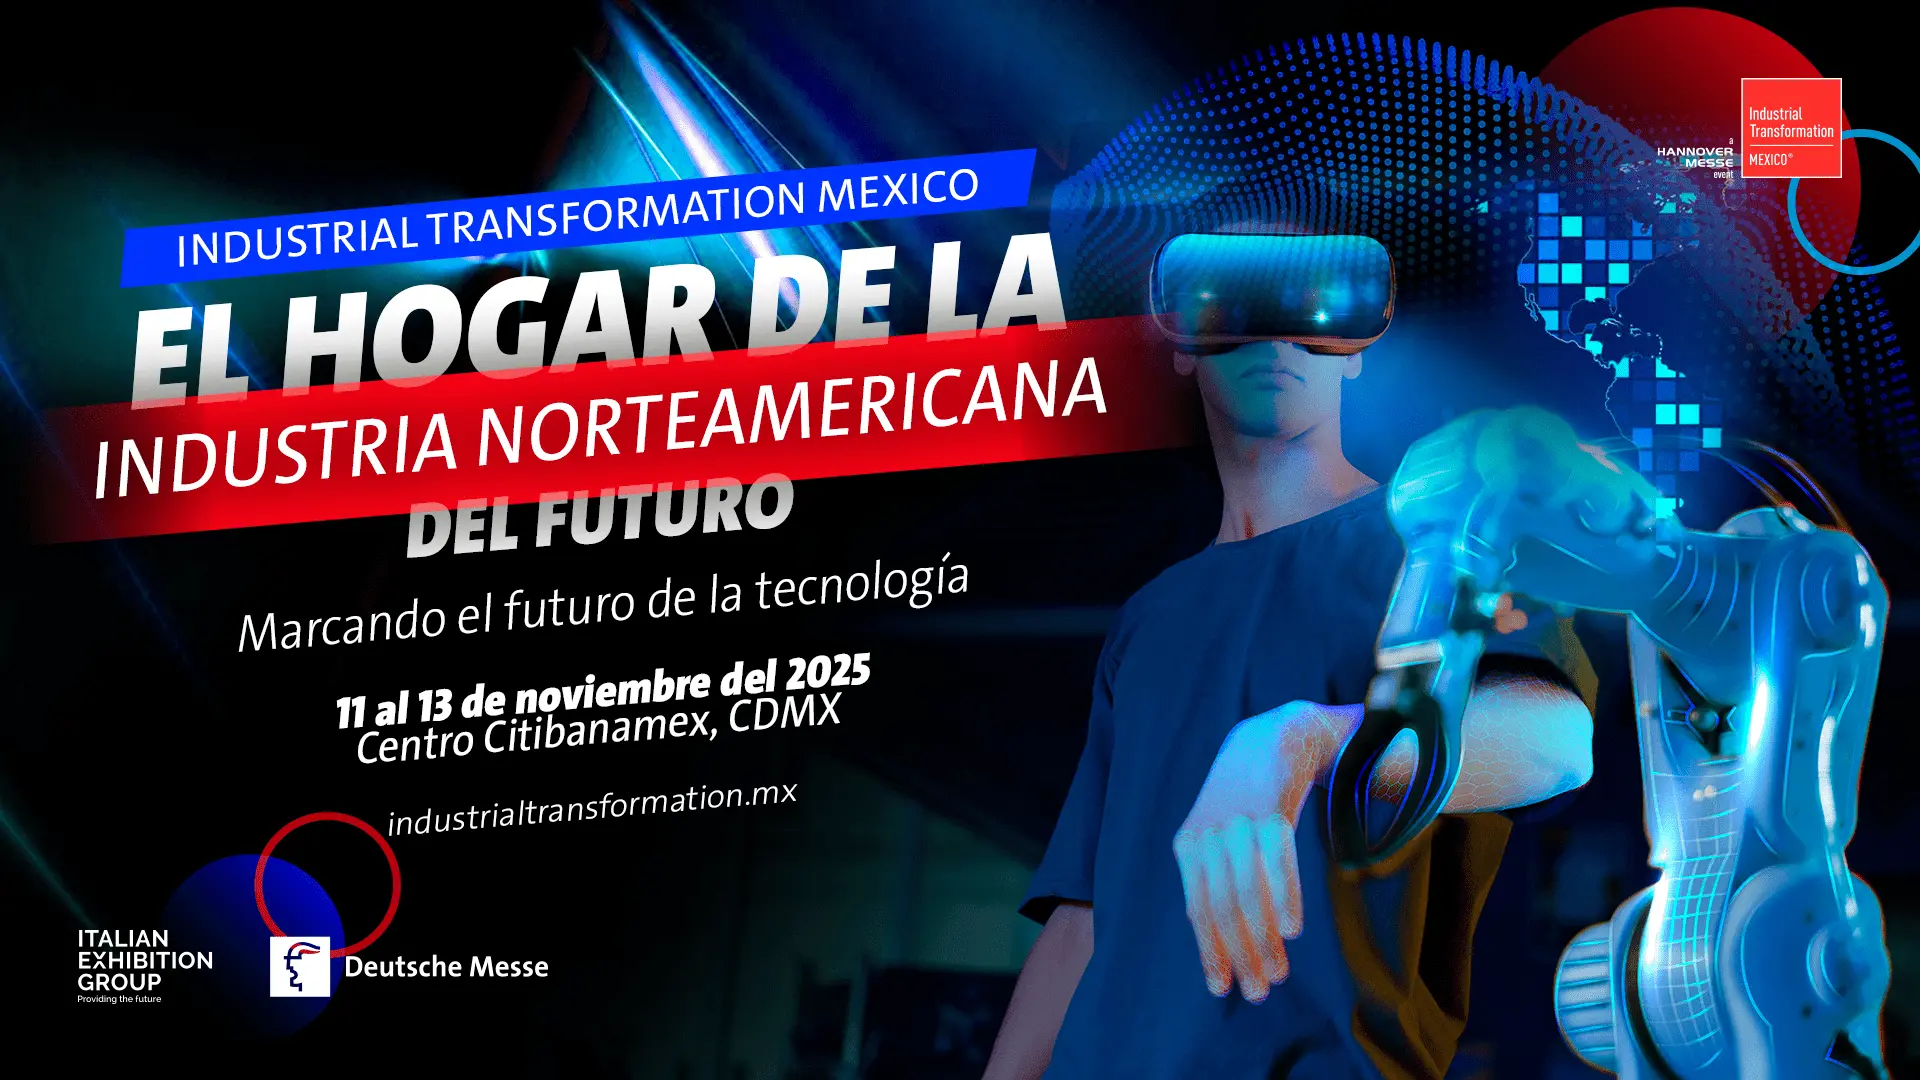 INDUSTRIAL TRANSFORMATION MEXICO
EL HOGAR DE LA
INDUSTRIA NORTEAMERICANA
DEL FUTURO
Marcando el futuro de la tecnología
11 al 13 de noviembre del 2025
Centro Citibanamex, CDMX
industrialtransformation.mx
ITALIAN
EXHIBITION
GROUP
Providing the future
Deutsche Messe
a
HANNOVER
MESSE
event
Industrial
Transformation
MEXICO®